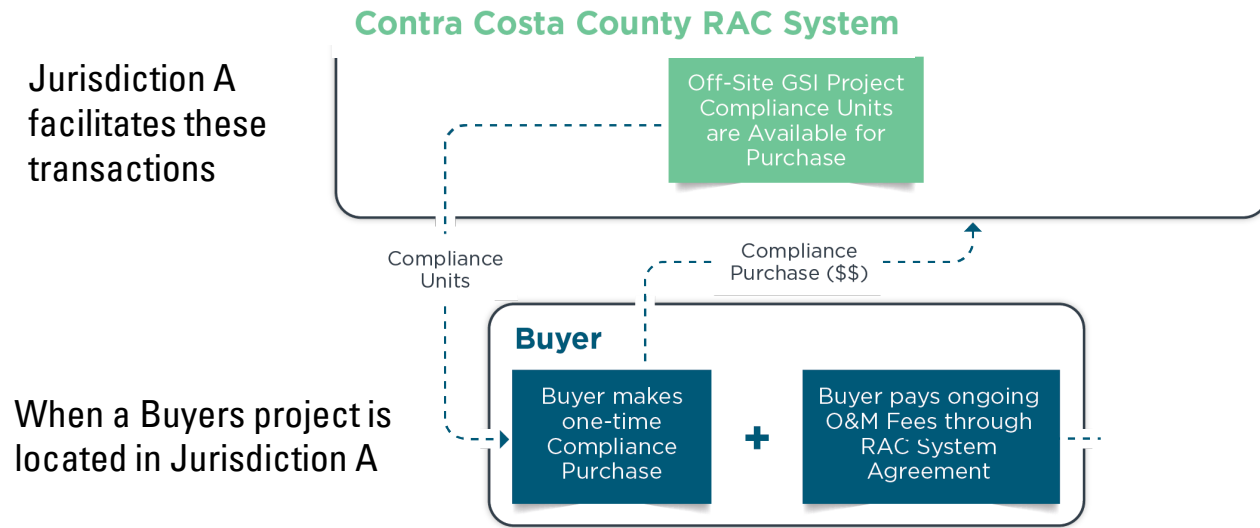 Contra Costa County RAC System
Jurisdiction A
facilitates these
transactions
Off-Site GSI Project
Compliance Units
are Available for
Purchase
Compliance
Units
Compliance
Purchase ($$)
Buyer
When a Buyers project is
located in Jurisdiction A
Buyer makes
one-time
Compliance
Purchase
+
Buyer pays ongoing
O&M Fees through
RAC System
Agreement